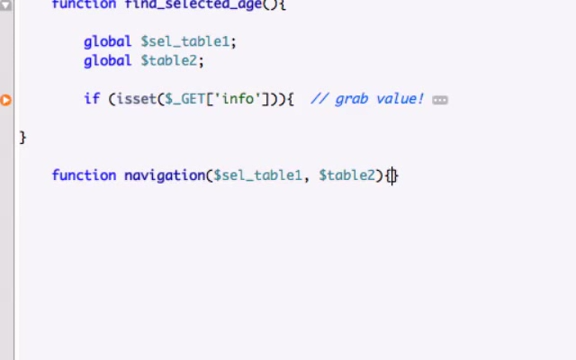 function find_selected_age(){
global $sel_table1;
global $table2;
if (isset($_GET['info'])){ // grab value!
}
function navigation($sel_table1, $table2){}